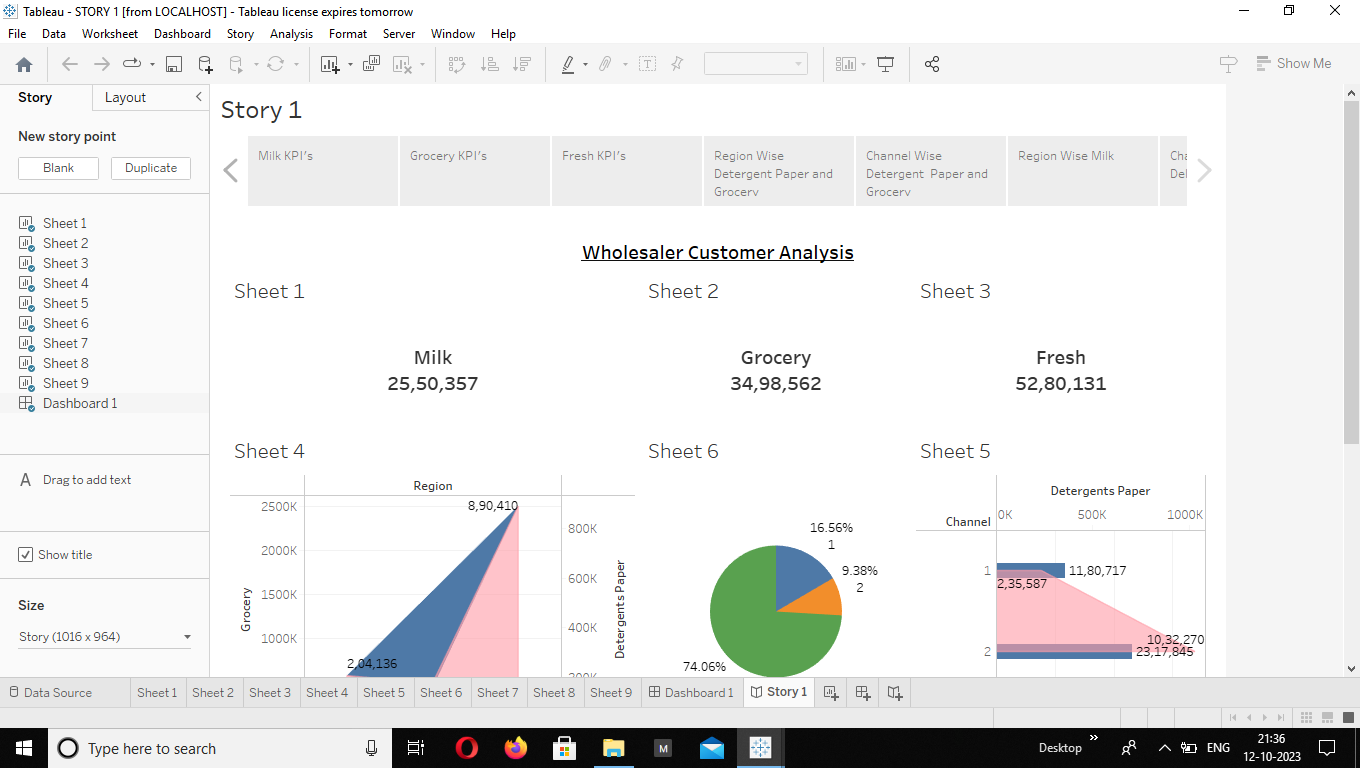 Tableau - STORY 1 [from LOCALHOST] - Tableau license expires tomorrow
File Data Worksheet Dashboard Story Analysis Format Server Window Help
Show Me
Story Layout
New story point
Blank Duplicate
Sheet 1
Sheet 2
Sheet 3
Sheet 4
Sheet 5
Sheet 6
Sheet 7
Sheet 8
Sheet 9
Dashboard 1
A Drag to add text
Show title
Size
Story (1016 x 964)
Story 1
Milk KPI's
Grocery KPI's
Fresh KPI's
Region Wise
Detergent Paper and
Grocery
Channel Wise
Detergent Paper and
Grocery
Region Wise Milk
Wholesaler Customer Analysis
Sheet 1
Milk
25,50,357
Sheet 2
Grocery
34,98,562
Sheet 3
Fresh
52,80,131
Sheet 4
Region
Grocery
2500K
2000K
1500K
1000K
8,90,410
2,04,136
800K
600K
400K
200K
Detergents Paper
Sheet 6
16.56%
1
9.38%
2
74.06%
Sheet 5
Detergents Paper
0K 500K 1000K
Channel
1
11,80,717
2,35,587
2
10,32,270
23,17,845
Data Source Sheet 1 Sheet 2 Sheet 3 Sheet 4 Sheet 5 Sheet 6 Sheet 7 Sheet 8 Sheet 9 Dashboard 1 Story 1
Type here to search
M
Desktop
ENG
21:36
12-10-2023